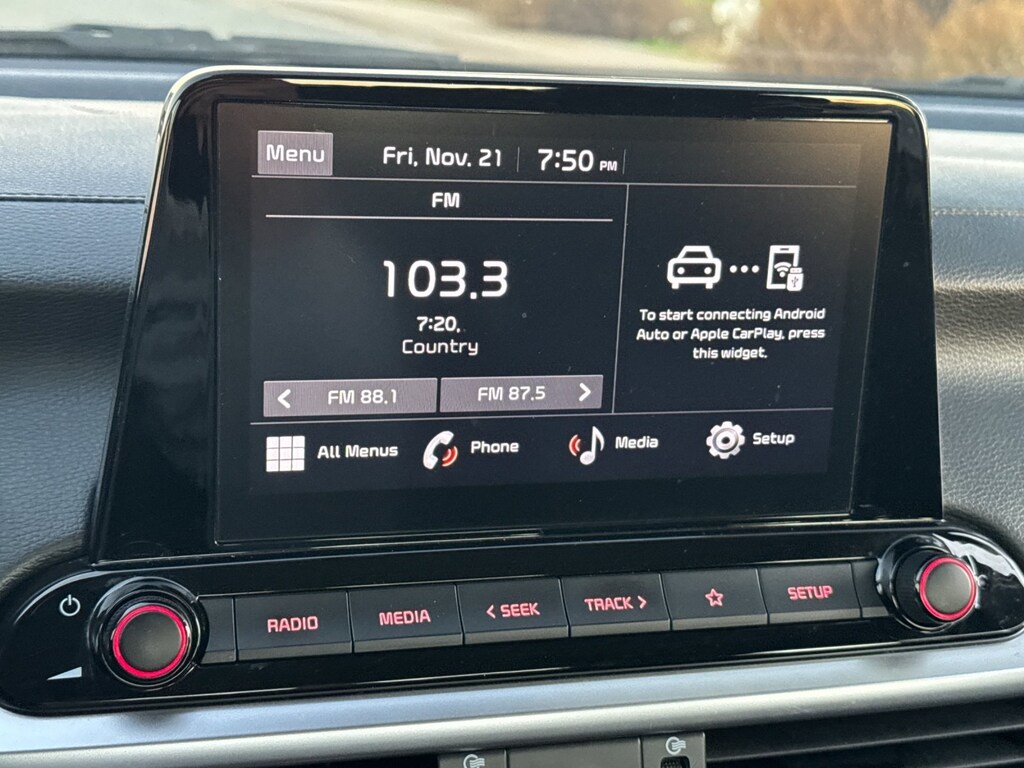 Menu
Fri, Nov. 21
7:50 PM
FM
103.3
7:20.
Country
FM 88.1
FM 87.5
To start connecting Android
Auto or Apple CarPlay, press
this widget.
All Menus
Phone
Media
Setup
RADIO
MEDIA
< SEEK
TRACK >
SETUP